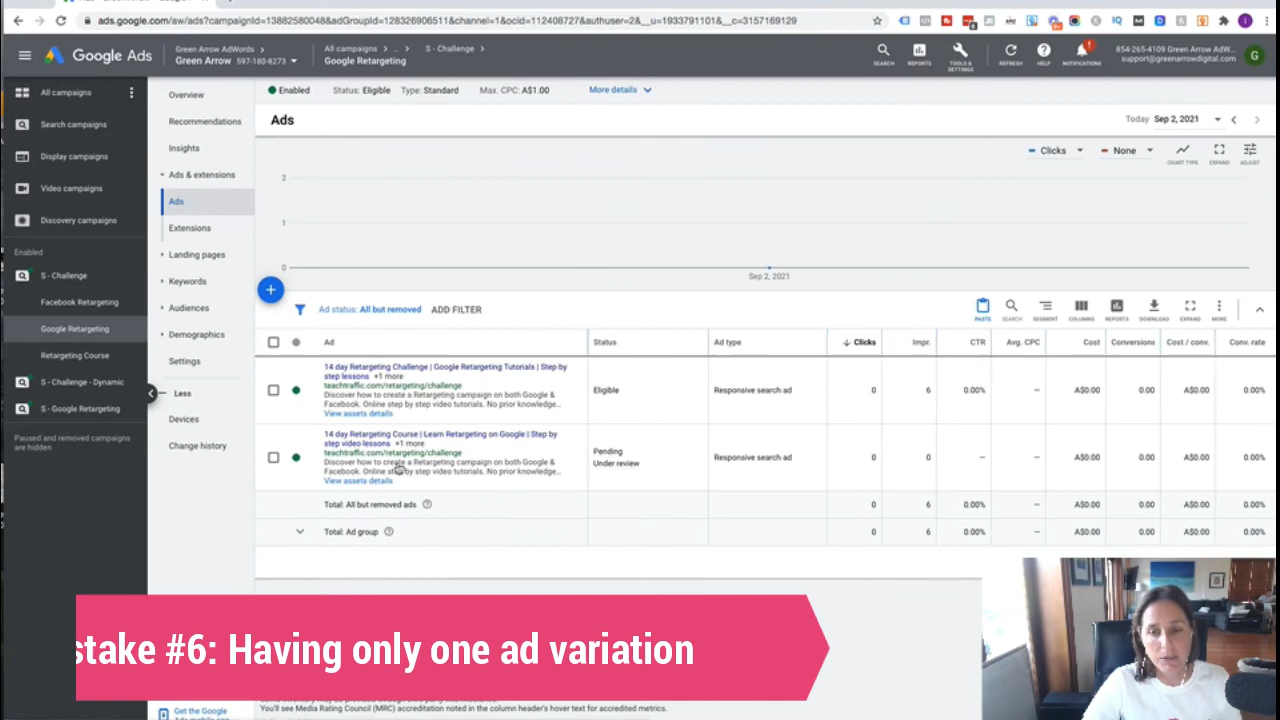 ads.google.com/aw/ads?campaignId=13882580048&adGroupId=128326906511&channel=1&ocid=112408727&authuser=2&__u=1933791101&__c=3157169129
Google Ads
Green Arrow AdWords
Green Arrow 597-180-8273
All campaigns > ... > S - Challenge >
Google Retargeting
SEARCH
REPORTS
TOOLS &
SETTINGS
REFRESH
HELP
NOTIFICATIONS
854-265-4109 Green Arrow AdW...
support@greenarrowdigital.com
G
All campaigns
Search campaigns
Display campaigns
Video campaigns
Discovery campaigns
Enabled
S - Challenge
Facebook Retargeting
Google Retargeting
Retargeting Course
S - Challenge - Dynamic
S - Google Retargeting
Paused and removed campaigns
are hidden
Overview
Recommendations
Insights
Ads & extensions
Ads
Extensions
Landing pages
Keywords
Audiences
Demographics
Settings
Less
Devices
Change history
Get the Google
Enabled Status: Eligible Type: Standard Max. CPC: A$1.00 More details
Ads
Today Sep 2, 2021
Clicks None
CHART TYPE EXPAND ADJUST
2
1
0
Sep 2, 2021
Ad status: All but removed ADD FILTER
PASTE SEARCH SEGMENT COLUMNS REPORTS DOWNLOAD EXPAND MORE
Ad Status Ad type Clicks Impr. CTR Avg. CPC Cost Conversions Cost / conv. Conv. rate
14 day Retargeting Challenge | Google Retargeting Tutorials | Step by
step lessons +1 more
teachtraffic.com/retargeting/challenge
Discover how to create a Retargeting campaign on both Google &
Facebook. Online step by step video tutorials. No prior knowledge...
View assets details
Eligible Responsive search ad 0 6 0.00% — A$0.00 0.00 A$0.00 0.00%
14 day Retargeting Course | Learn Retargeting on Google | Step by
step video lessons +1 more
teachtraffic.com/retargeting/challenge
Discover how to create a Retargeting campaign on both Google &
Facebook. Online step by step video tutorials. No prior knowledge...
View assets details
Pending
Under review
Responsive search ad 0 0 — — A$0.00 0.00 A$0.00 0.00%
Total: All but removed ads 0 6 0.00% — A$0.00 0.00 A$0.00 0.00%
Total: Ad group 0 6 0.00% — A$0.00 0.00 A$0.00 0.00%
stake #6: Having only one ad variation
You'll see Media Rating Council (MRC) accreditation noted in the column header's hover text for accredited metrics.